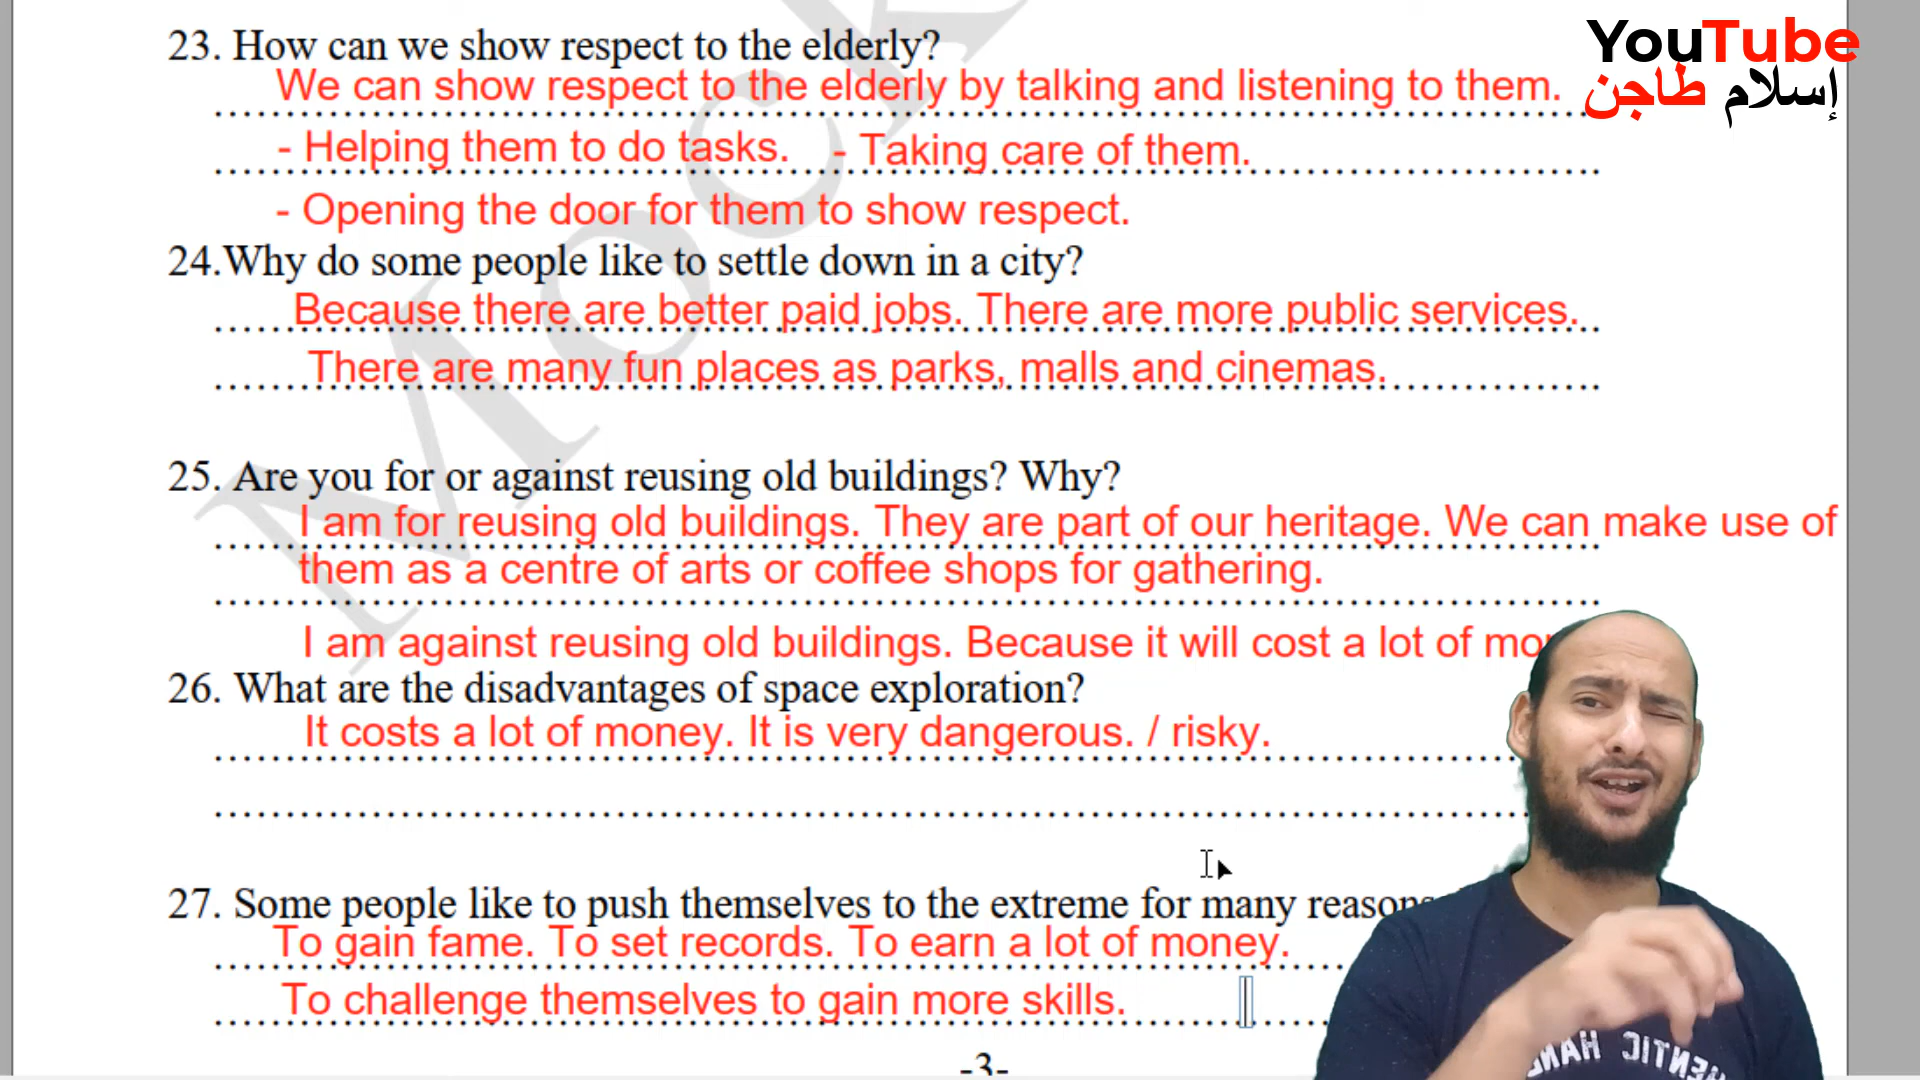 YouTube
إسلام طاجن
23. How can we show respect to the elderly?
We can show respect to the elderly by talking and listening to them.
- Helping them to do tasks. - Taking care of them.
- Opening the door for them to show respect.
24.Why do some people like to settle down in a city?
Because there are better paid jobs. There are more public services.
There are many fun places as parks, malls and cinemas.
25. Are you for or against reusing old buildings? Why?
I am for reusing old buildings. They are part of our heritage. We can make use of
them as a centre of arts or coffee shops for gathering.
I am against reusing old buildings. Because it will cost a lot of
26. What are the disadvantages of space exploration?
It costs a lot of money. It is very dangerous. / risky.
27. Some people like to push themselves to the extreme for many reasons
To gain fame. To set records. To earn a lot of money.
To challenge themselves to gain more skills.
-3-
Mock